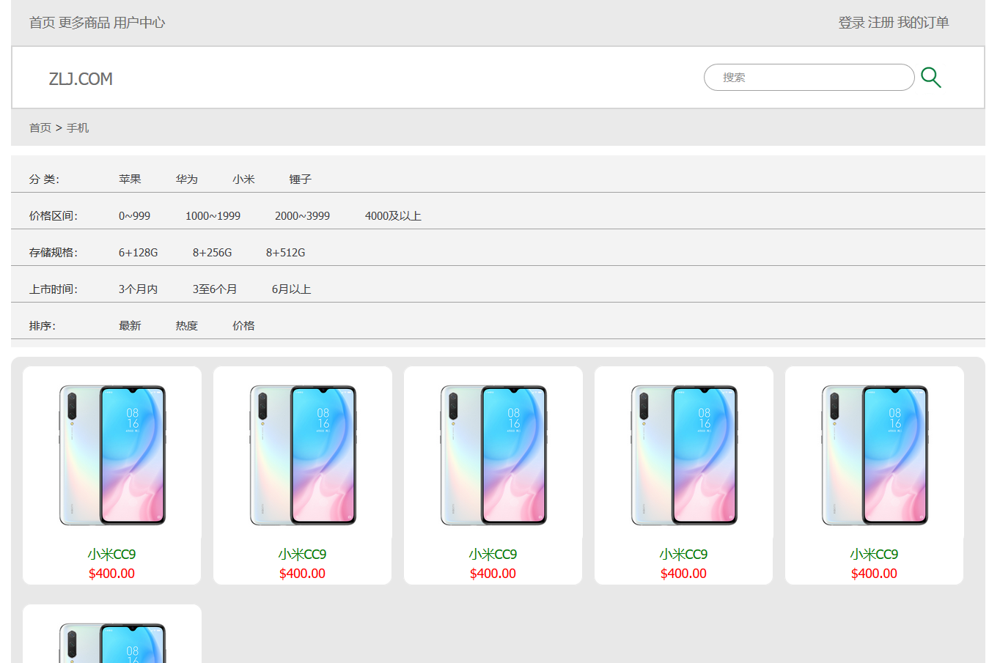 首页 更多商品 用户中心 登录 注册 我的订单
ZLJ.COM 搜索
首页 > 手机
分 类: 苹果 华为 小米 锤子
价格区间: 0~999 1000~1999 2000~3999 4000及以上
存储规格: 6+128G 8+256G 8+512G
上市时间: 3个月内 3至6个月 6月以上
排序: 最新 热度 价格
08 08 08 08 08
16 16 16 16 16
小米CC9 小米CC9 小米CC9 小米CC9 小米CC9
$400.00 $400.00 $400.00 $400.00 $400.00
08
16